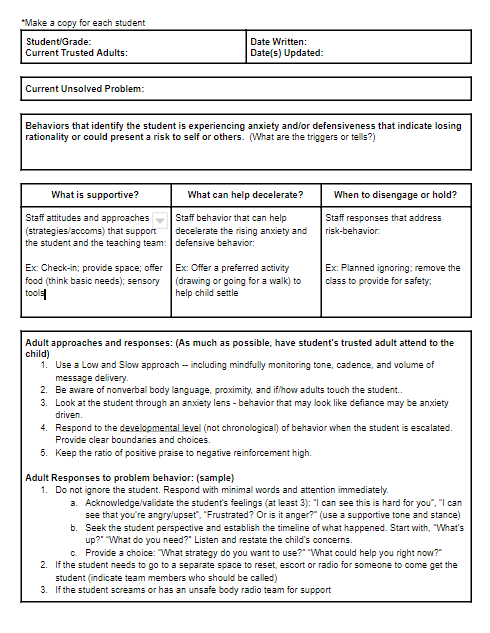 *Make a copy for each student
Student/Grade:
Current Trusted Adults:
Date Written:
Date(s) Updated:
Current Unsolved Problem:
Behaviors that identify the student is experiencing anxiety and/or defensiveness that indicate losing
rationality or could present a risk to self or others. (What are the triggers or tells?)
What is supportive?
Staff attitudes and approaches
(strategies/accoms) that support
the student and the teaching team:
Ex: Check-in; provide space; offer
food (think basic needs); sensory
tools
What can help decelerate?
Staff behavior that can help
decelerate the rising anxiety and
defensive behavior:
Ex: Offer a preferred activity
(drawing or going for a walk) to
help child settle
When to disengage or hold?
Staff responses that address
risk-behavior:
Ex: Planned ignoring; remove the
class to provide for safety;
Adult approaches and responses: (As much as possible, have student's trusted adult attend to the
child)
1. Use a Low and Slow approach -- including mindfully monitoring tone, cadence, and volume of
message delivery.
2. Be aware of nonverbal body language, proximity, and if/how adults touch the student..
3. Look at the student through an anxiety lens - behavior that may look like defiance may be anxiety
driven.
4. Respond to the developmental level (not chronological) of behavior when the student is escalated.
Provide clear boundaries and choices.
5. Keep the ratio of positive praise to negative reinforcement high.
Adult Responses to problem behavior: (sample)
1. Do not ignore the student. Respond with minimal words and attention immediately.
a. Acknowledge/validate the student's feelings (at least 3): "I can see this is hard for you", "I can
see that you're angry/upset", "Frustrated? Or is it anger?" (use a supportive tone and stance)
b. Seek the student perspective and establish the timeline of what happened. Start with, "What's
up?" "What do you need?" Listen and restate the child's concerns.
c. Provide a choice: "What strategy do you want to use?" "What could help you right now?"
2. If the student needs to go to a separate space to reset, escort or radio for someone to come get the
student (indicate team members who should be called)
3. If the student screams or has an unsafe body radio team for support